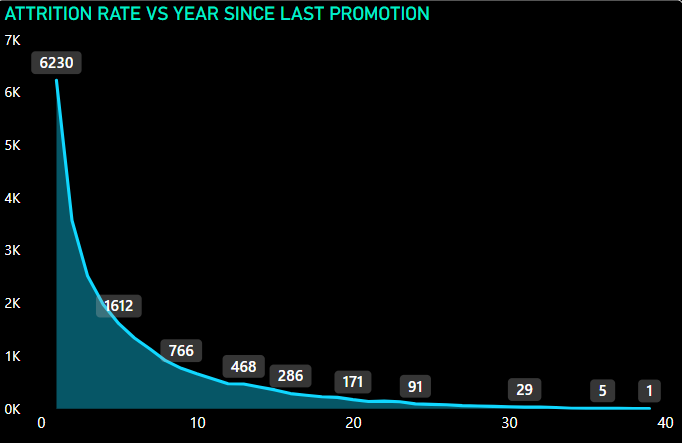 ATTRITION RATE VS YEAR SINCE LAST PROMOTION
7K
6230
6K
5K
4K
3K
2K
1612
1K
766
468
286
171
91
29
5
1
0K
0
10
20
30
40